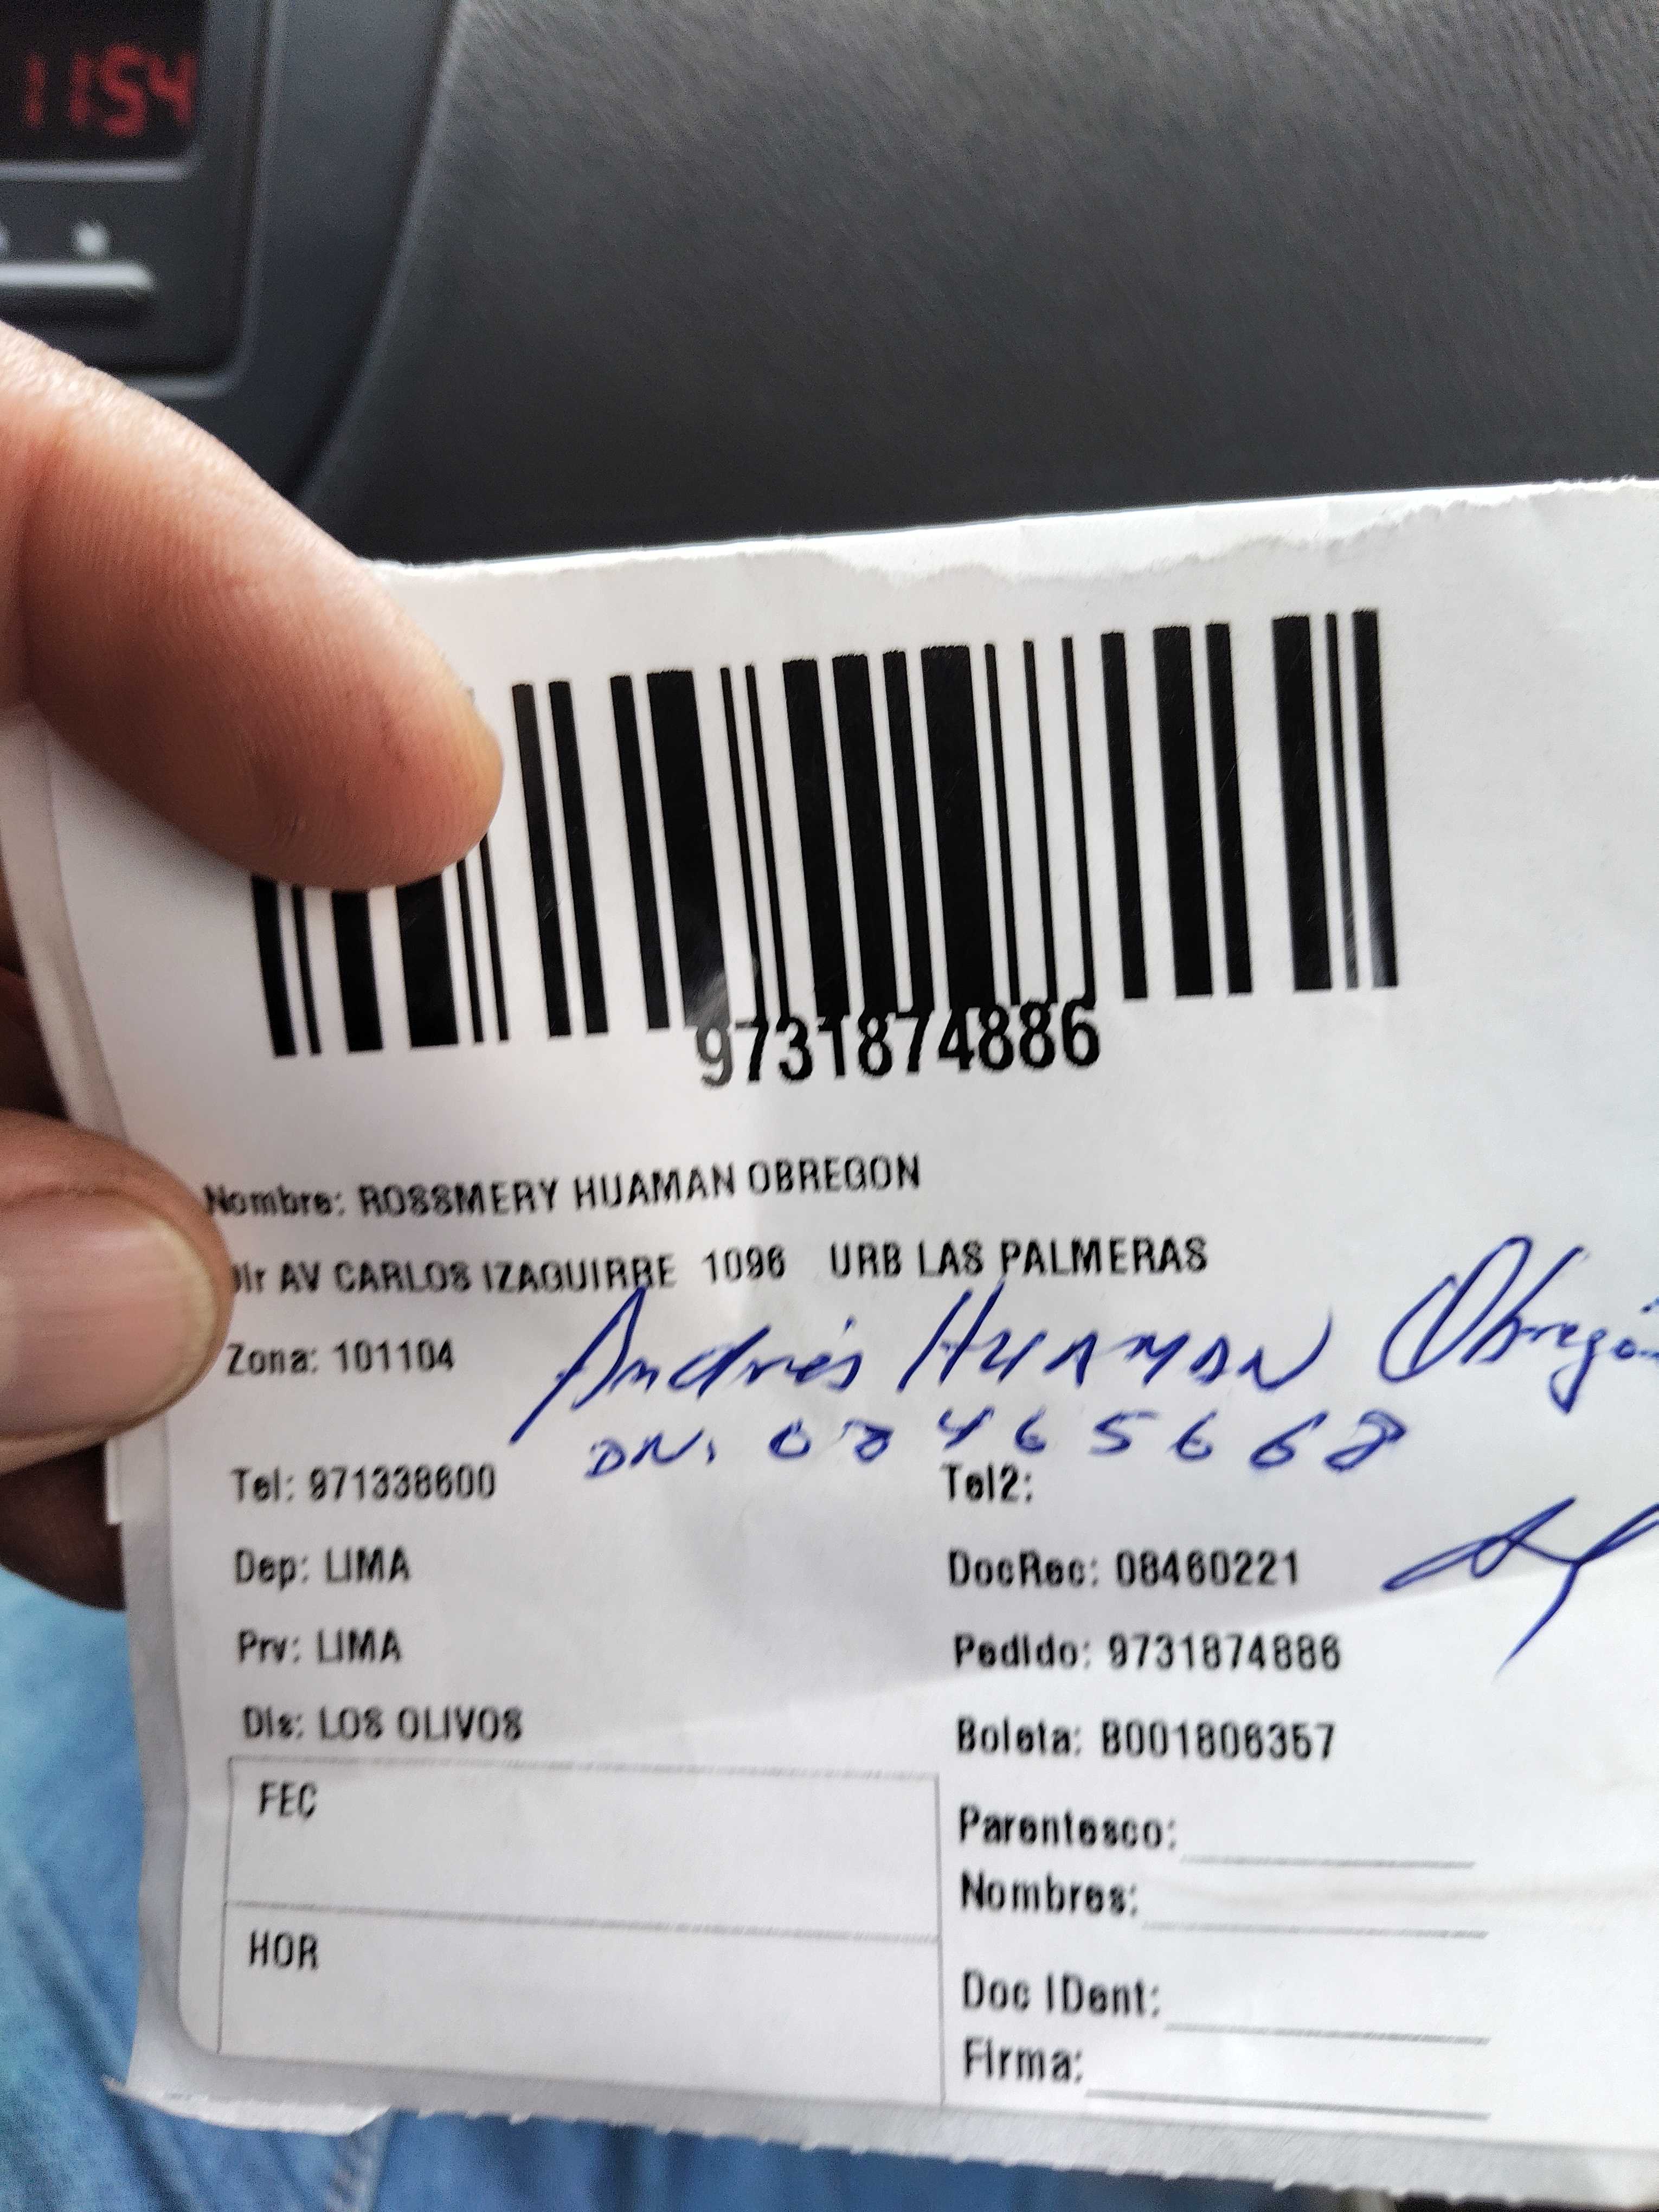 1154
9731874886
Nombre: ROSSMERY HUAMAN OBREGON
Dir AV CARLOS IZAGUIRRE 1096 URB LAS PALMERAS
Zona: 101104
Andrés HUAMAN Obregón
Tel: 971338600
Tel2:
Dep: LIMA
DocRec: 08460221
Prv: LIMA
Pedido: 9731874886
Dis: LOS OLIVOS
Boleta: B001806357
FEC
Parentesco:
Nombres:
HOR
Doc IDent:
Firma: